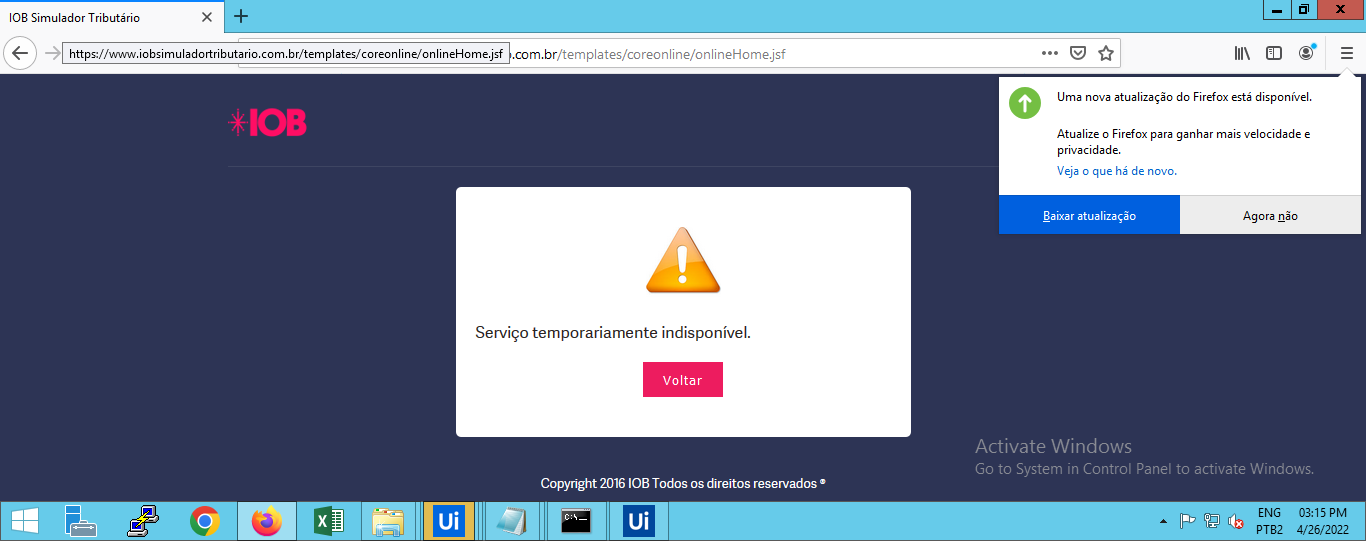 IOB Simulador Tributário
https://www.iobsimuladortributario.com.br/templates/coreonline/onlineHome.jsf
.com.br/templates/coreonline/onlineHome.jsf
Uma nova atualização do Firefox está disponível.
Atualize o Firefox para ganhar mais velocidade e
privacidade.
Veja o que há de novo.
Baixar atualização
Agora não
IOB
Serviço temporariamente indisponível.
Voltar
Activate Windows
Go to System in Control Panel to activate Windows.
Copyright 2016 IOB Todos os direitos reservados ®
Ui
C:\.
Ui
ENG
03:15 PM
PTB2
4/26/2022